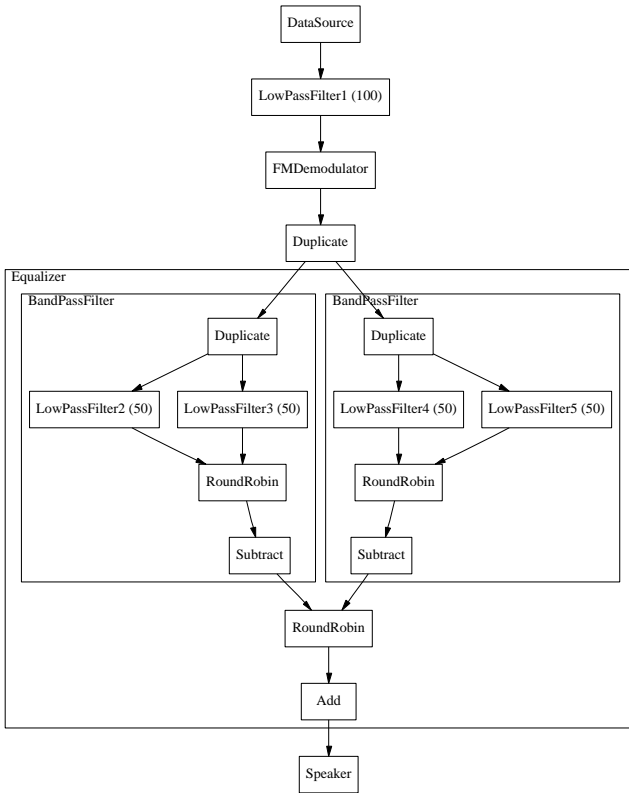 DataSource
LowPassFilter1 (100)
FMDemodulator
Duplicate
Equalizer
BandPassFilter
BandPassFilter
Duplicate
Duplicate
LowPassFilter2 (50)
LowPassFilter3 (50)
LowPassFilter4 (50)
LowPassFilter5 (50)
RoundRobin
RoundRobin
Subtract
Subtract
RoundRobin
Add
Speaker